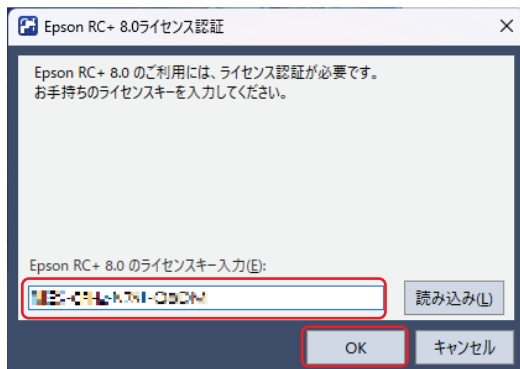 Epson RC+ 8.0ライセンス認証
Epson RC+ 8.0 のご利用には、ライセンス認証が必要です。
お手持ちのライセンスキーを入力してください。
Epson RC+ 8.0 のライセンスキー入力(E):
読み込み(L)
OK
キャンセル